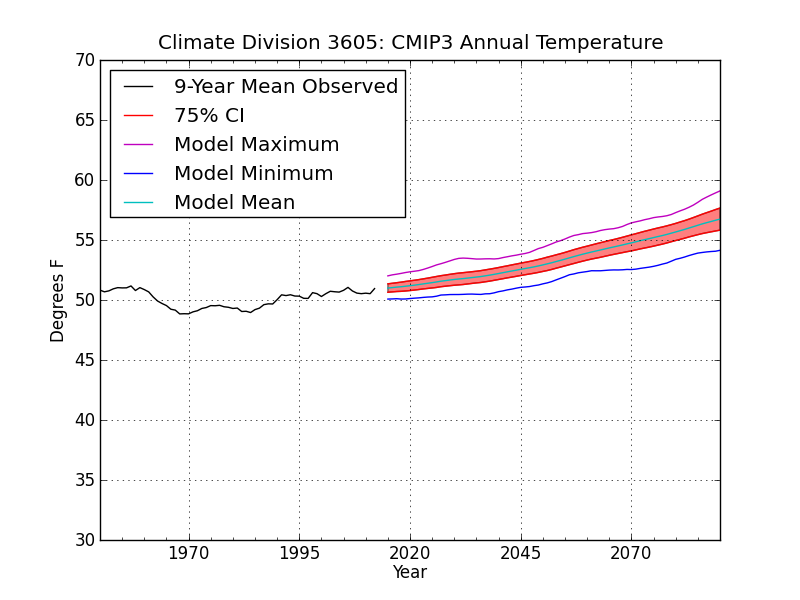 Climate Division 3605: CMIP3 Annual Temperature
70
65
60
55
50
45
40
35
30
Degrees F
9-Year Mean Observed
75% CI
Model Maximum
Model Minimum
Model Mean
1970 1995 2020 2045 2070
Year